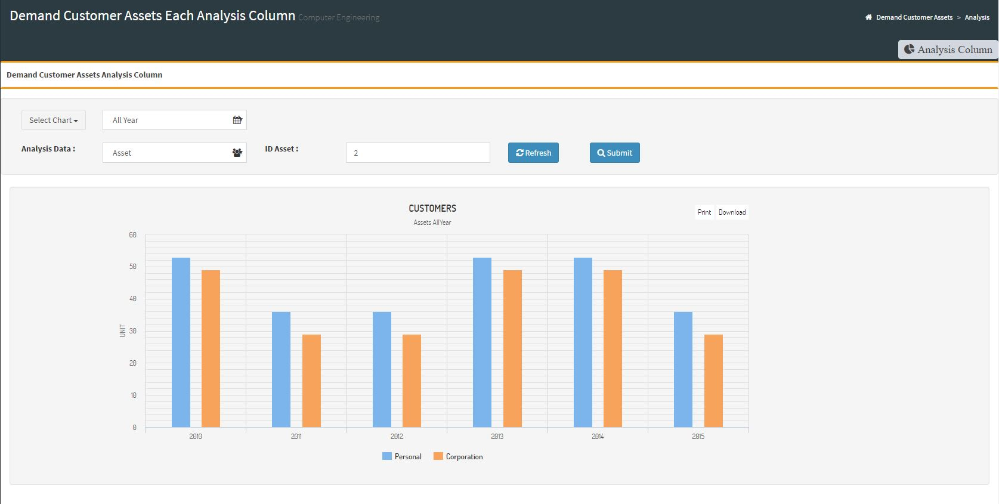 Demand Customer Assets Each Analysis Column Computer Engineering
Demand Customer Assets > Analysis
Analysis Column
Demand Customer Assets Analysis Column
Select Chart
All Year
Analysis Data :
Asset
ID Asset :
2
Refresh
Submit
CUSTOMERS
Assets AllYear
Print
Download
60
50
40
30
20
10
0
UNIT
2010
2011
2012
2013
2014
2015
Personal
Corporation